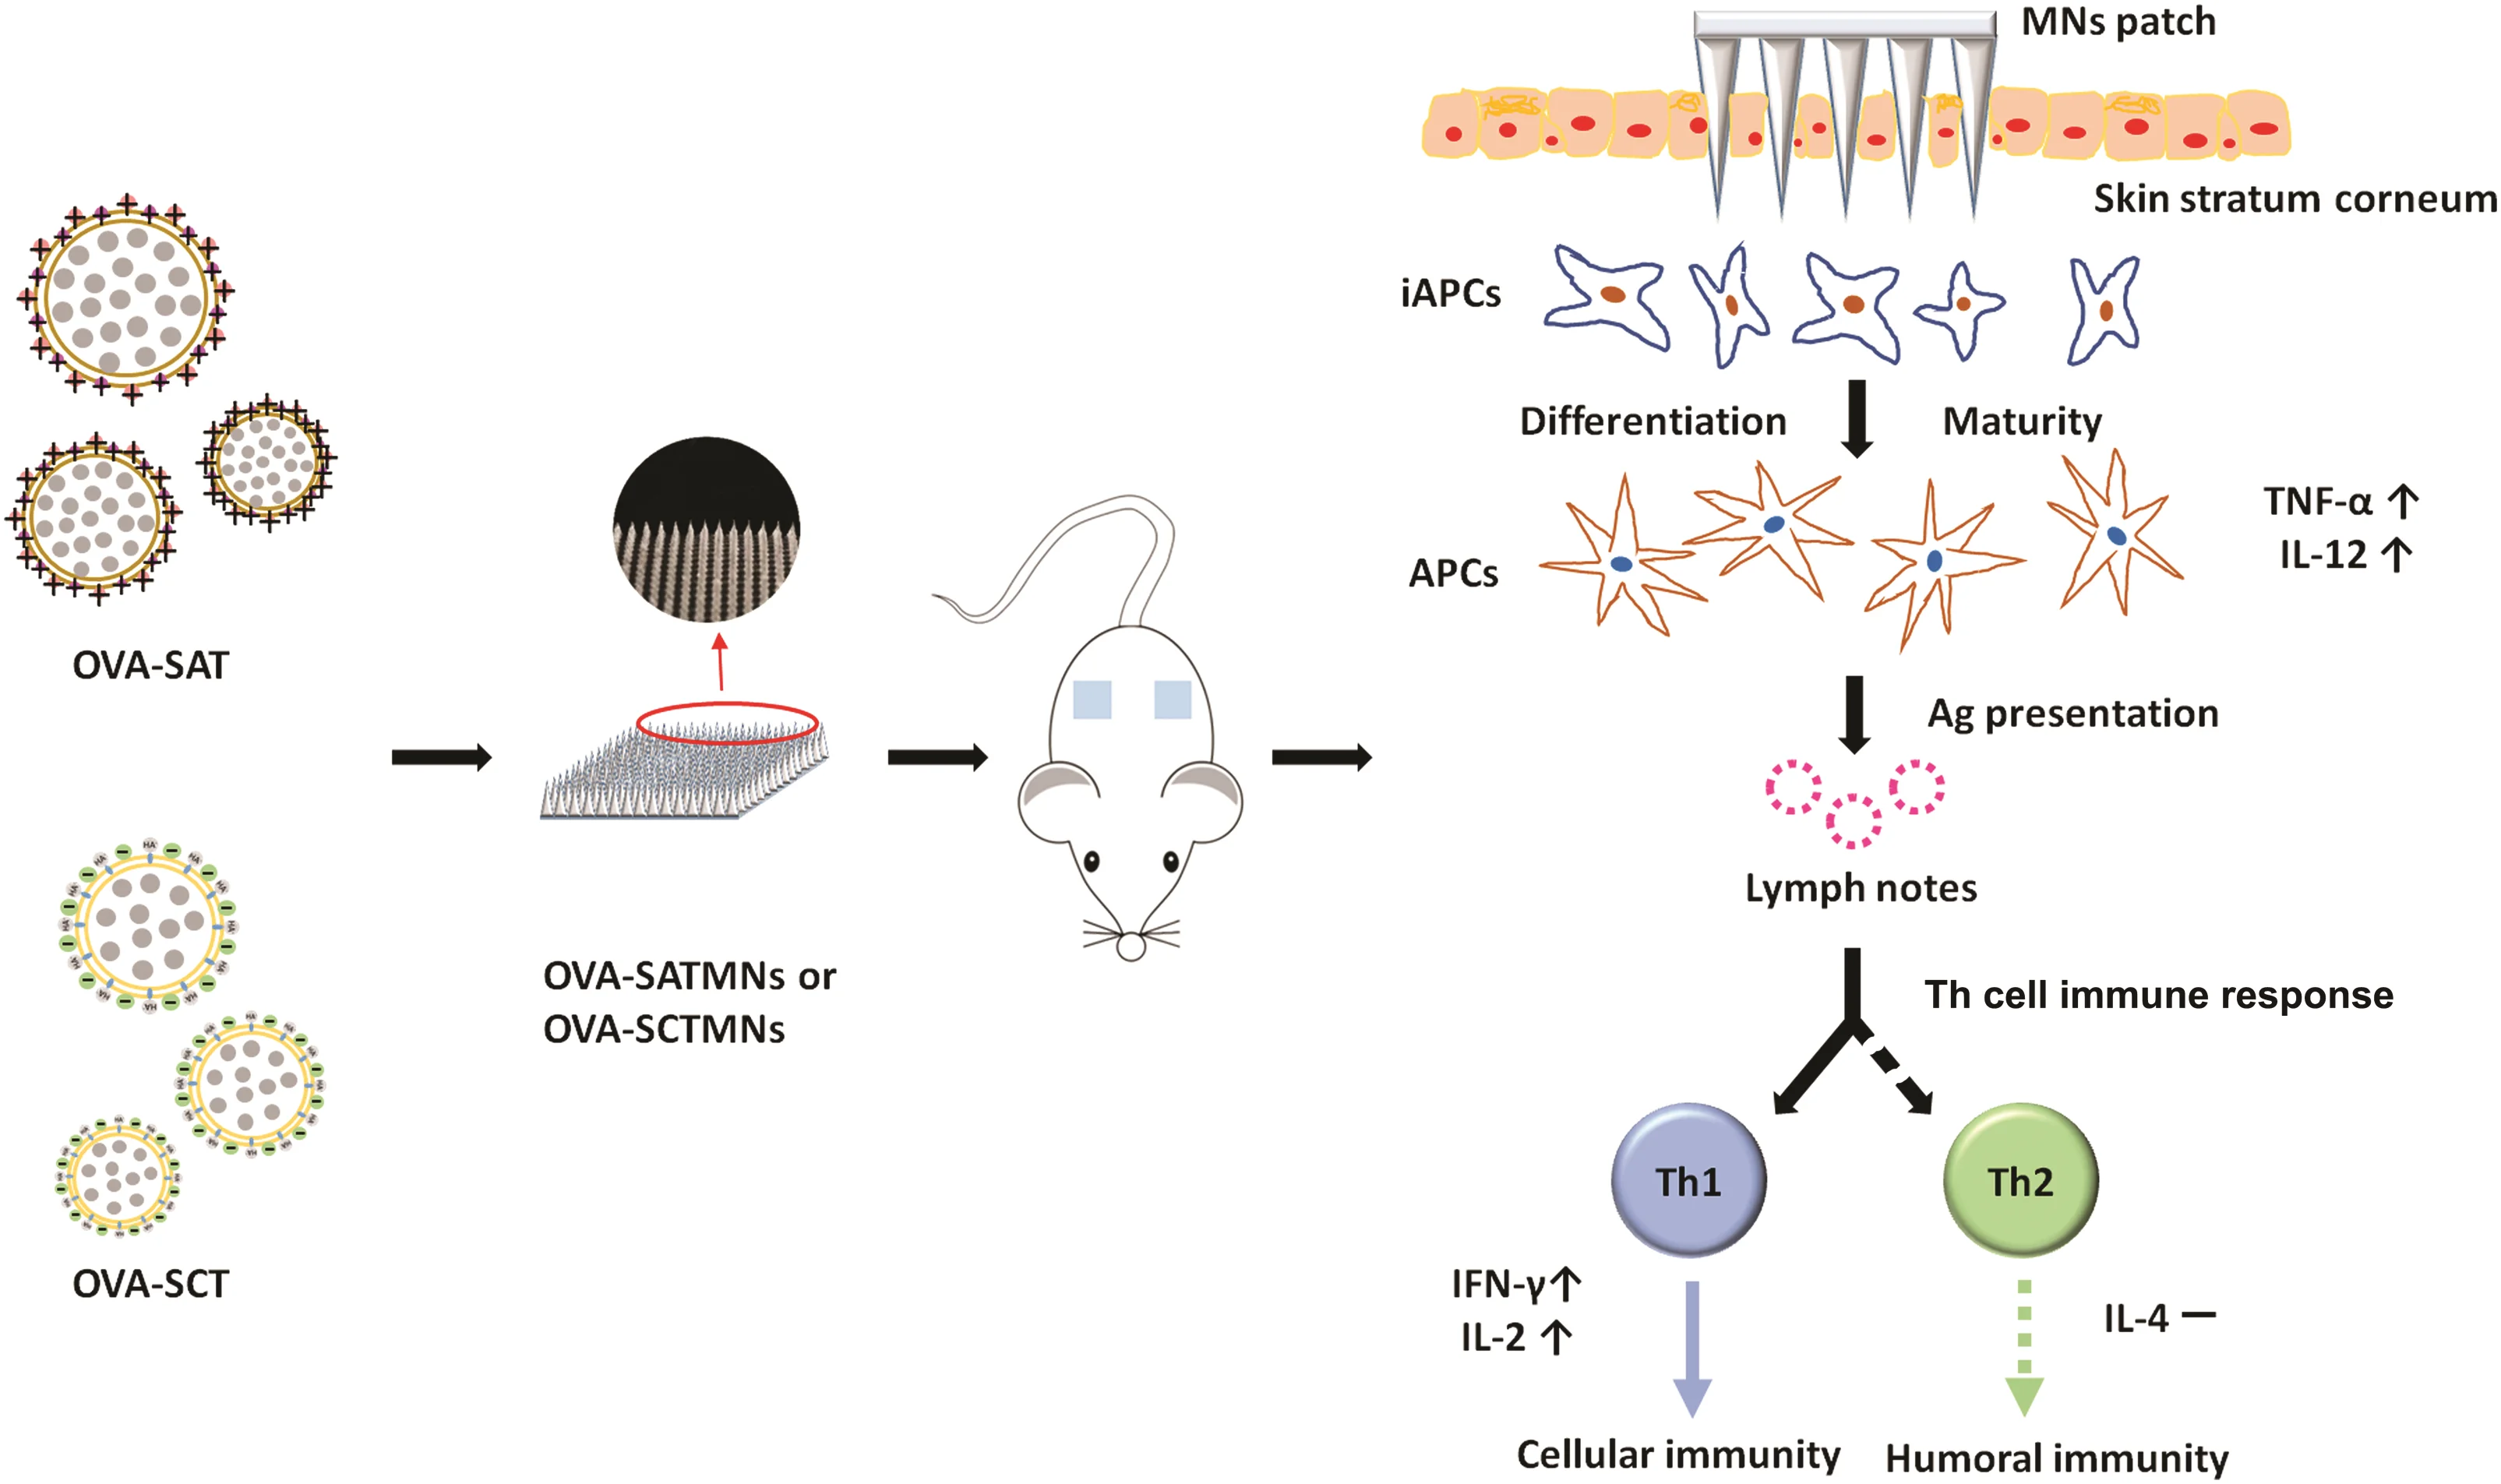 MNs patch
Skin stratum corneum
iAPCs
Differentiation
Maturity
APCs
TNF-α ↑
IL-12 ↑
Ag presentation
Lymph notes
Th cell immune response
Th1
Th2
IFN-γ↑
IL-2 ↑
IL-4 —
Cellular immunity
Humoral immunity
OVA-SAT
OVA-SCT
OVA-SATMNs or
OVA-SCTMNs
HA